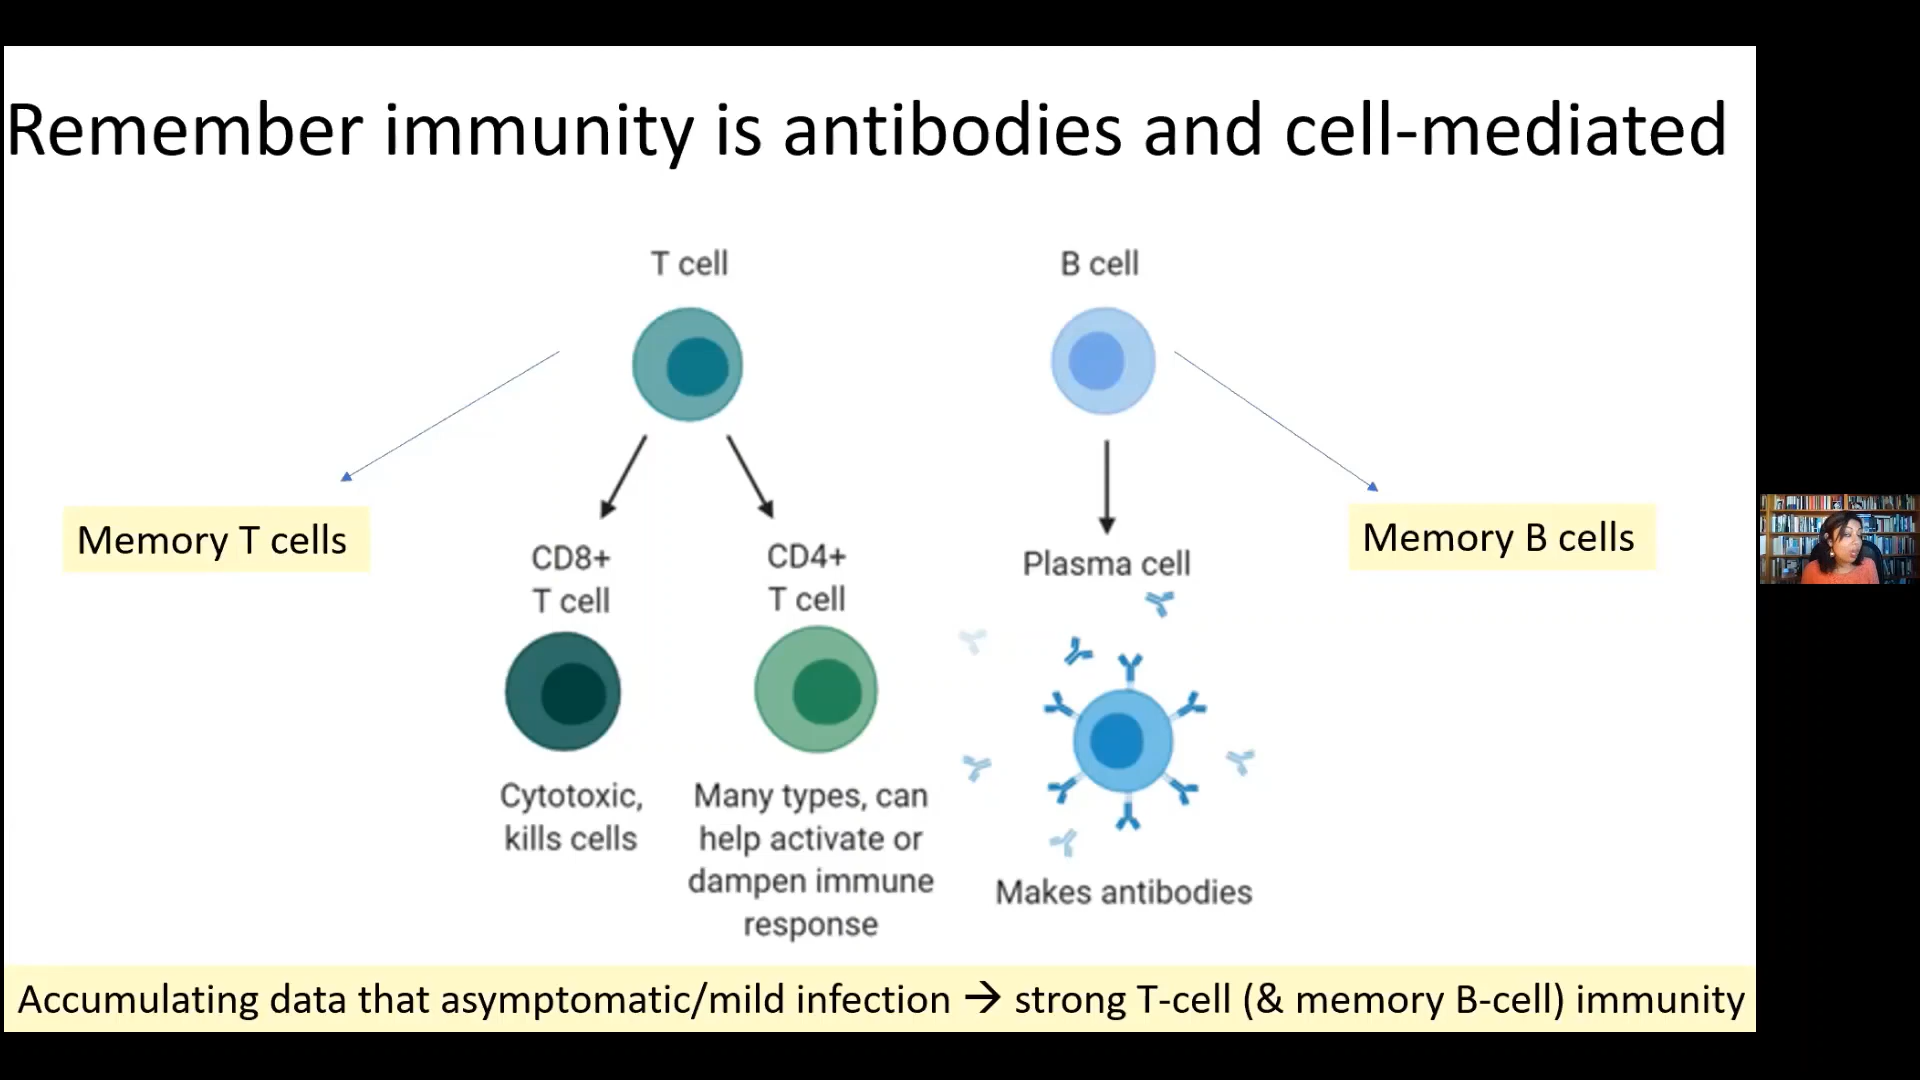 Remember immunity is antibodies and cell-mediated
T cell
B cell
Memory T cells
Memory B cells
CD8+
T cell
CD4+
T cell
Plasma cell
Cytotoxic,
kills cells
Many types, can
help activate or
dampen immune
response
Makes antibodies
Accumulating data that asymptomatic/mild infection → strong T-cell (& memory B-cell) immunity